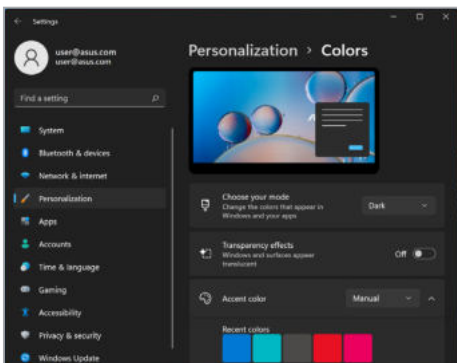 Settings
user@asus.com
user@asus.com
Find a setting
System
Bluetooth & devices
Network & internet
Personalization
Apps
Accounts
Time & language
Gaming
Accessibility
Privacy & security
Windows Update
Personalization > Colors
Choose your mode
Change the colors that appear in
Windows and your apps
Dark
Transparency effects
Windows and surfaces appear
translucent
Off
Accent color
Manual
Recent colors